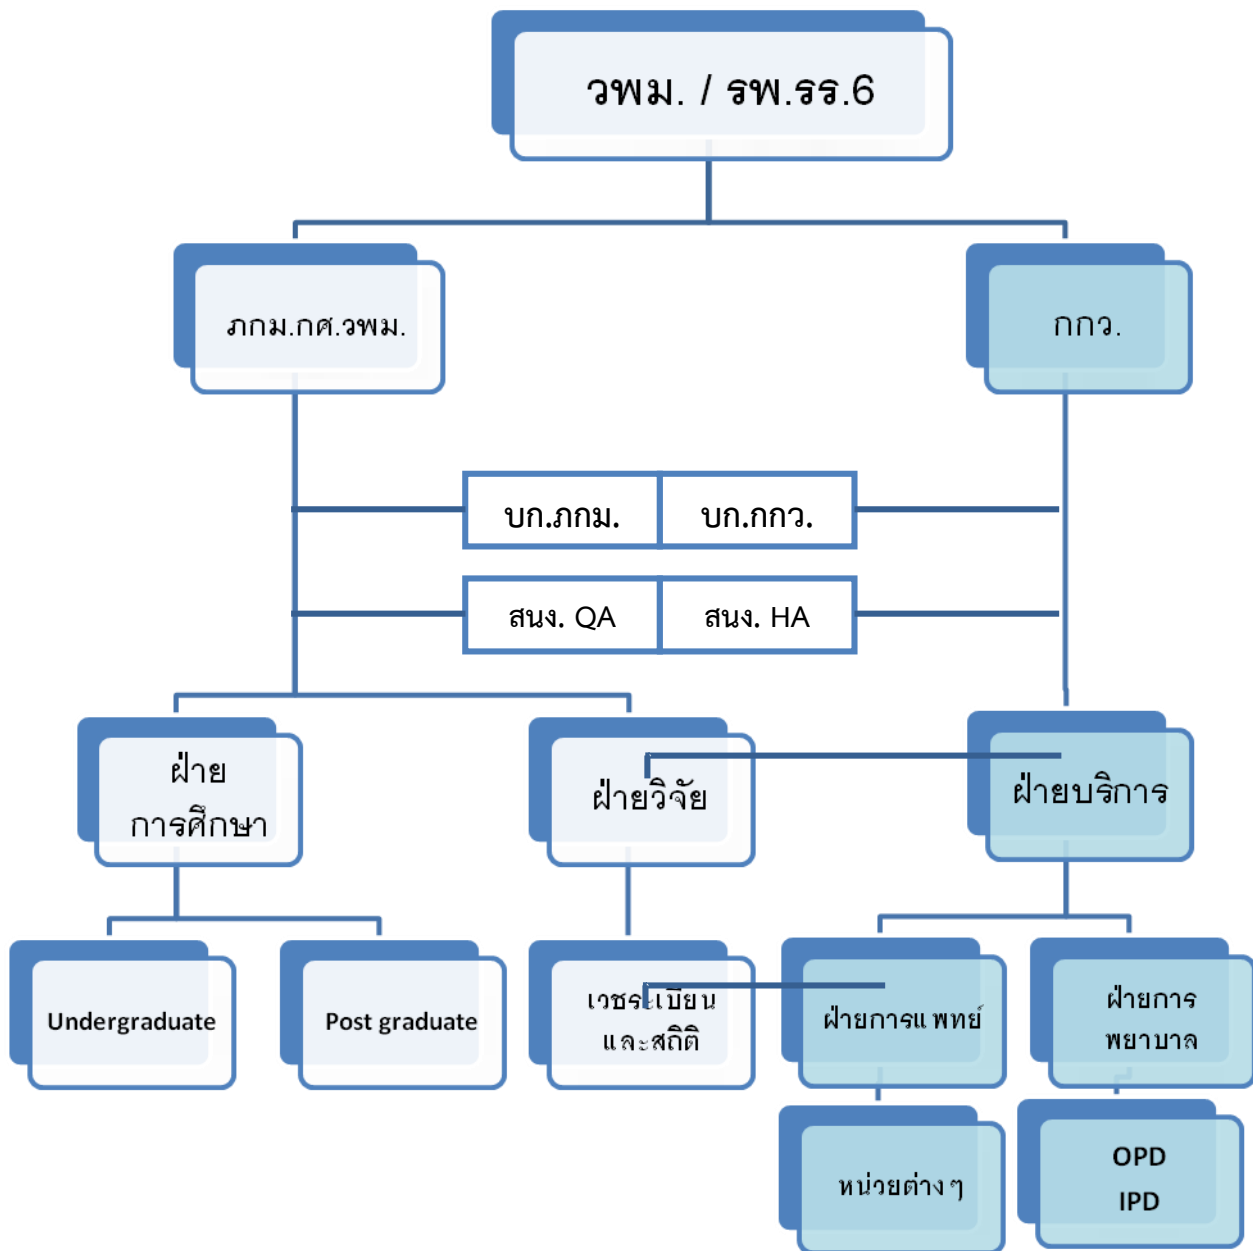 วพม. / รพ.รร.6
ภกม.กศ.วพม.
กกว.
บก.ภกม.
บก.กกว.
สนง. QA
สนง. HA
ฝ่าย
การศึกษา
ฝ่ายวิจัย
ฝ่ายบริการ
Undergraduate
Post graduate
เวชระเบียน
และสถิติ
ฝ่ายการแพทย์
ฝ่ายการ
พยาบาล
หน่วยต่างๆ
OPD
IPD